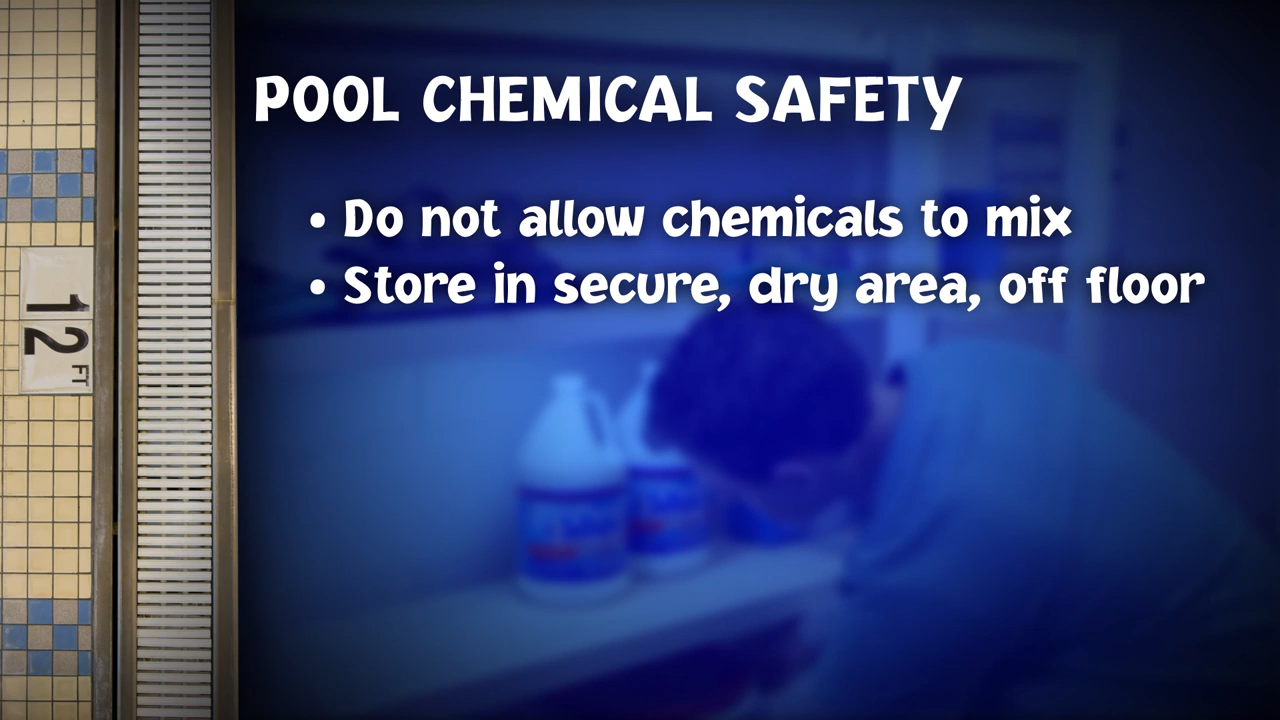 POOL CHEMICAL SAFETY
• Do not allow chemicals to mix
• Store in secure, dry area, off floor
12
FT